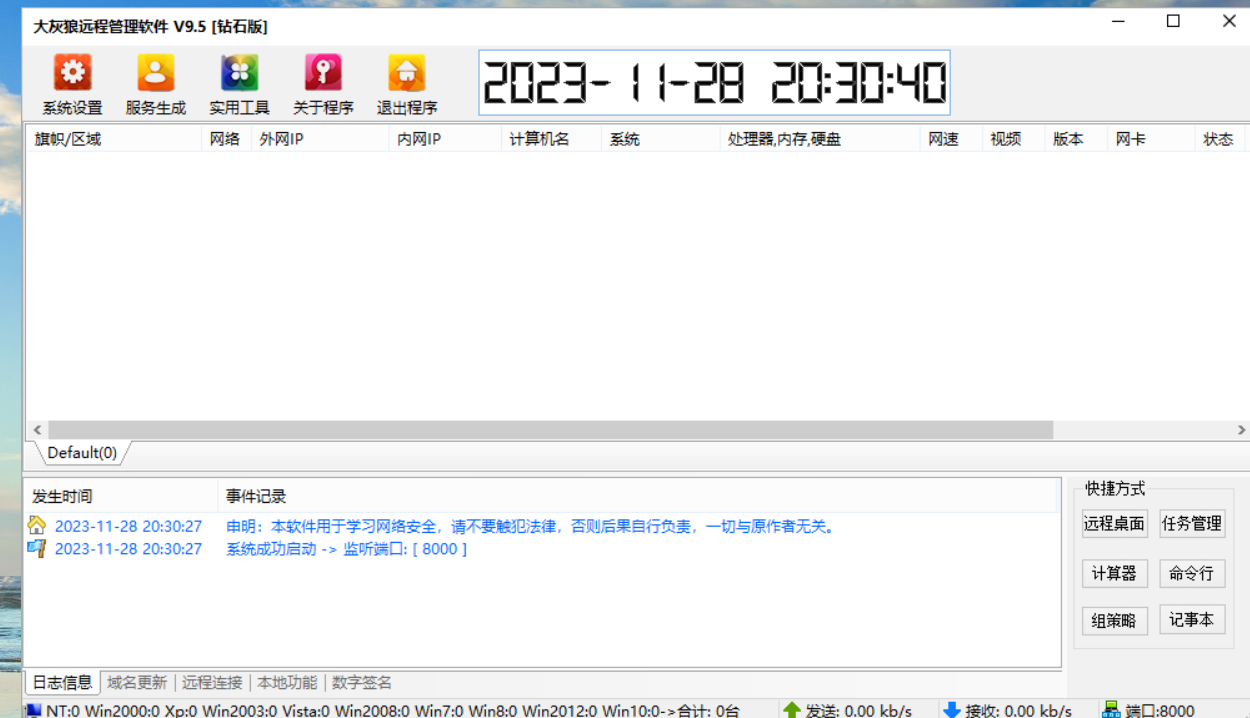 大灰狼远程管理软件 V9.5 [钻石版]
系统设置 服务生成 实用工具 关于程序 退出程序
2023-11-28 20:30:40
旗帜/区域 网络 外网IP 内网IP 计算机名 系统 处理器,内存,硬盘 网速 视频 版本 网卡 状态
Default(0)
发生时间 事件记录
2023-11-28 20:30:27 申明：本软件用于学习网络安全，请不要触犯法律，否则后果自行负责，一切与原作者无关。
2023-11-28 20:30:27 系统成功启动 -> 监听端口: [ 8000 ]
快捷方式
远程桌面 任务管理
计算器 命令行
组策略 记事本
日志信息 域名更新 远程连接 本地功能 数字签名
NT:0 Win2000:0 Xp:0 Win2003:0 Vista:0 Win2008:0 Win7:0 Win8:0 Win2012:0 Win10:0->合计: 0台 发送: 0.00 kb/s 接收: 0.00 kb/s 端口:8000